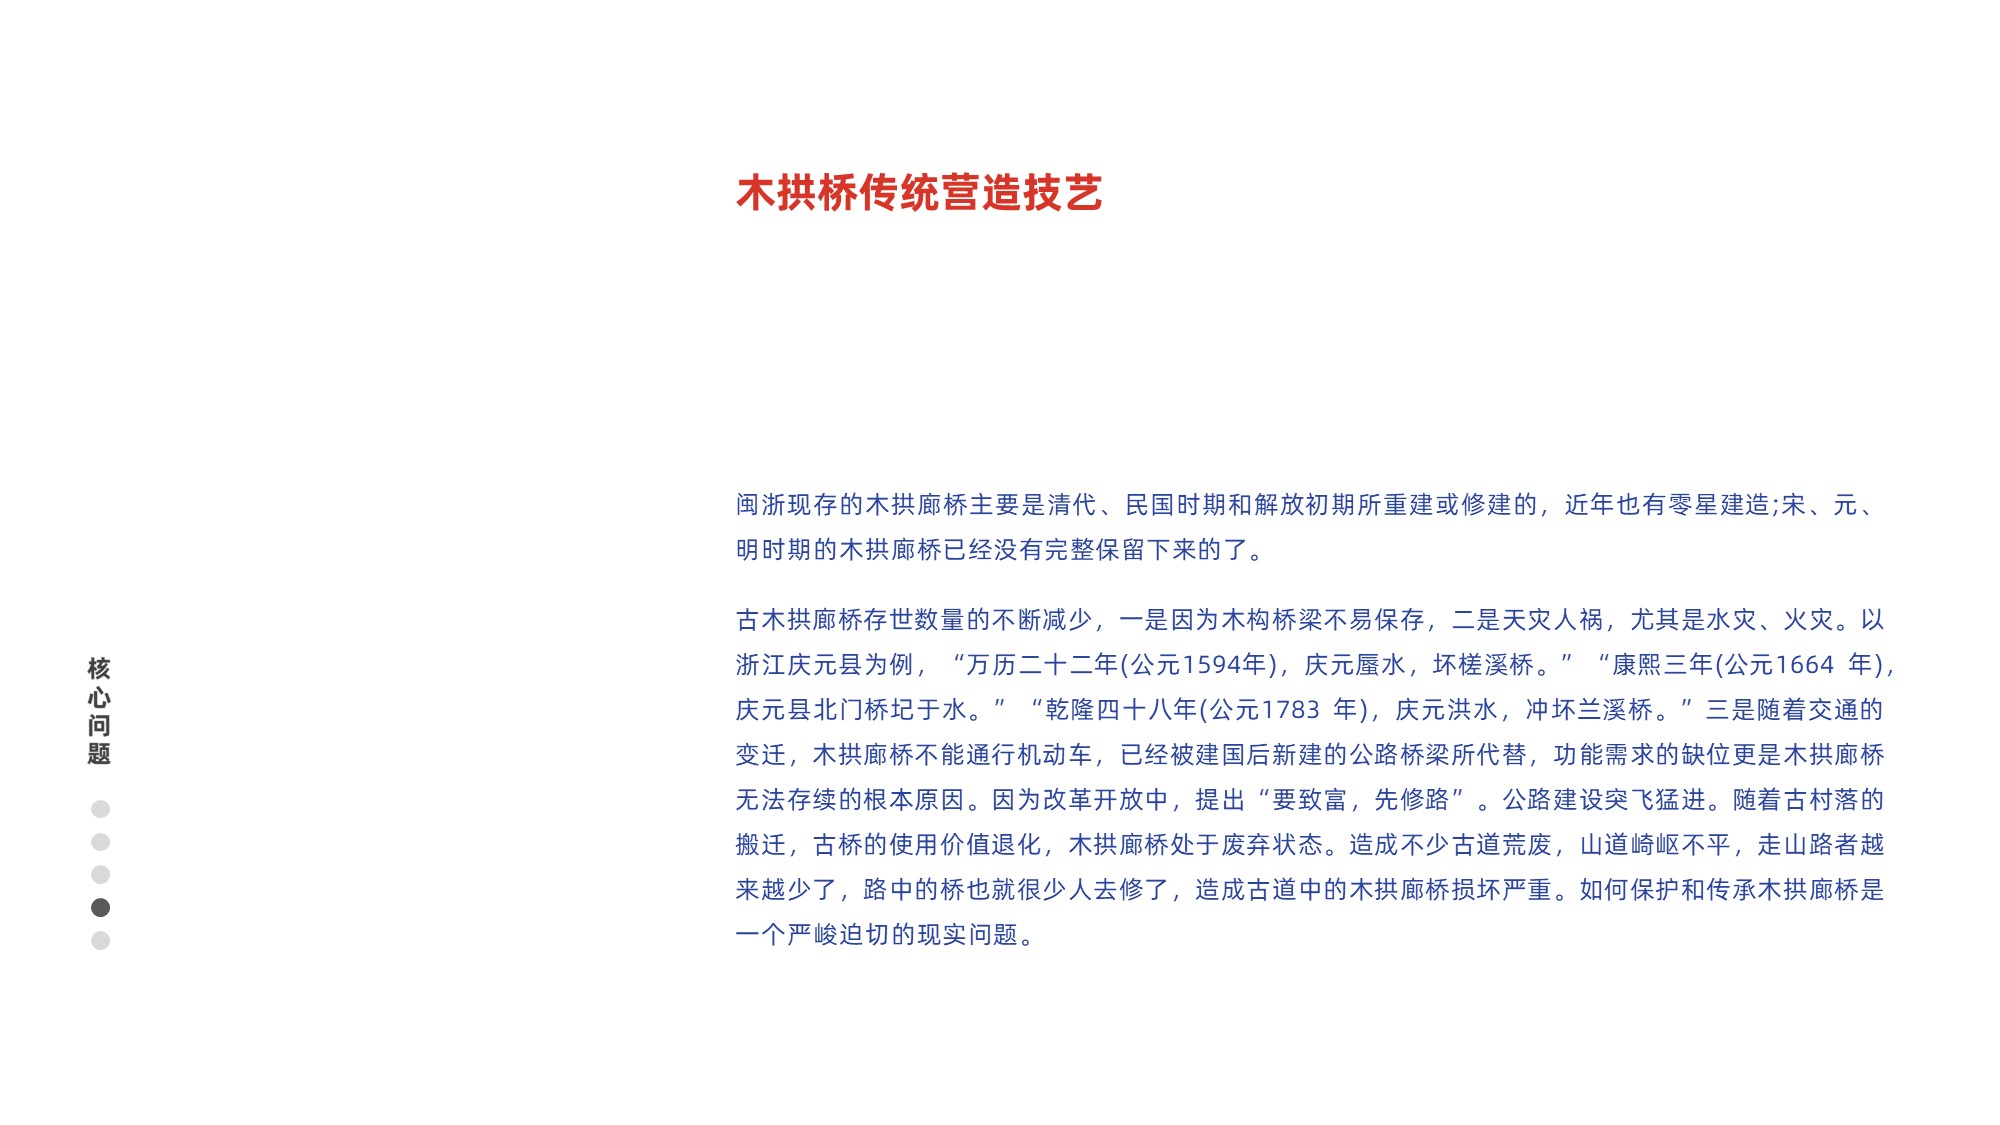 木拱桥传统营造技艺
闽浙现存的木拱廊桥主要是清代、民国时期和解放初期所重建或修建的，近年也有零星建造;宋、元、
明时期的木拱廊桥已经没有完整保留下来的了。
古木拱廊桥存世数量的不断减少，一是因为木构桥梁不易保存，二是天灾人祸，尤其是水灾、火灾。以
浙江庆元县为例，“万历二十二年(公元1594年)，庆元蜃水，坏槎溪桥。” “康熙三年(公元1664 年)，
庆元县北门桥圮于水。” “乾隆四十八年(公元1783 年)，庆元洪水，冲坏兰溪桥。” 三是随着交通的
变迁，木拱廊桥不能通行机动车，已经被建国后新建的公路桥梁所代替，功能需求的缺位更是木拱廊桥
无法存续的根本原因。因为改革开放中，提出“要致富，先修路” 。公路建设突飞猛进。随着古村落的
搬迁，古桥的使用价值退化，木拱廊桥处于废弃状态。造成不少古道荒废，山道崎岖不平，走山路者越
来越少了，路中的桥也就很少人去修了，造成古道中的木拱廊桥损坏严重。如何保护和传承木拱廊桥是
一个严峻迫切的现实问题。
核心问题